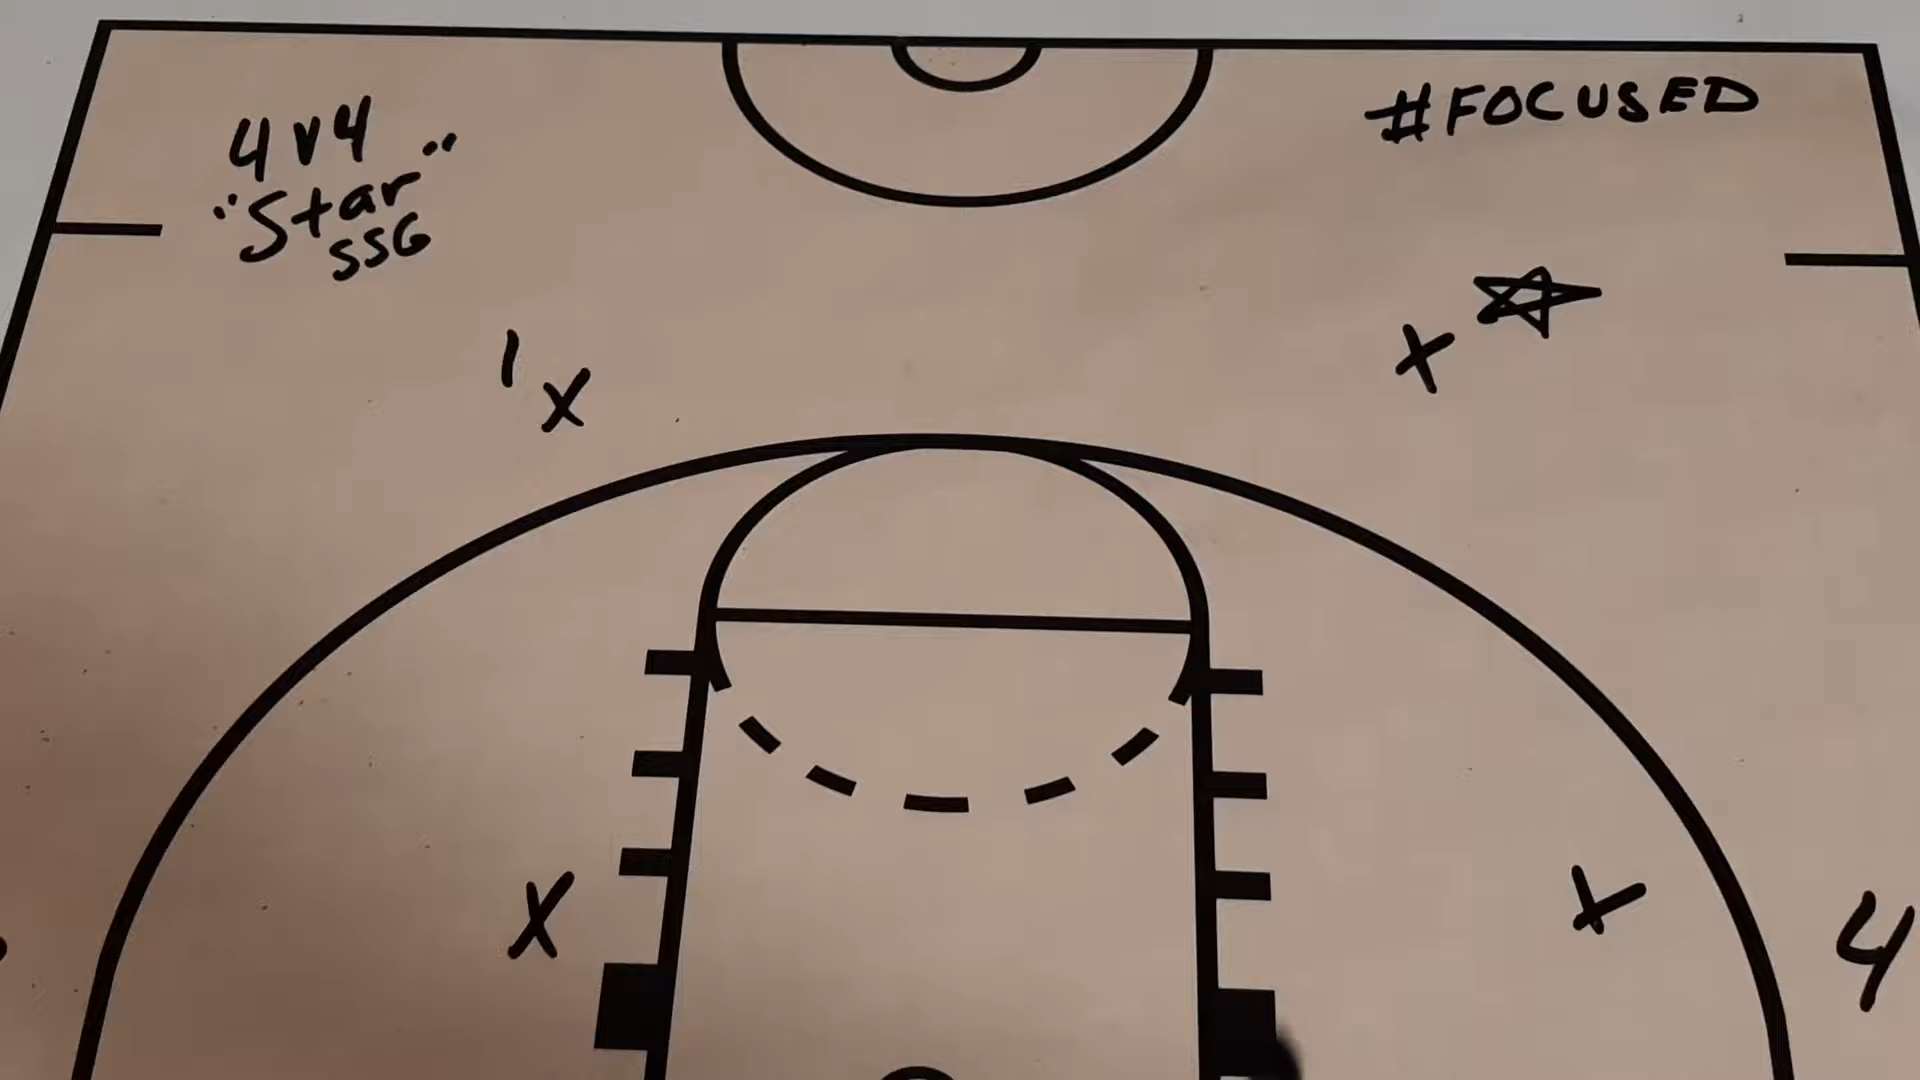 4v4
"Star"
SSG
#FOCUSED
1 X
X
X
X
4